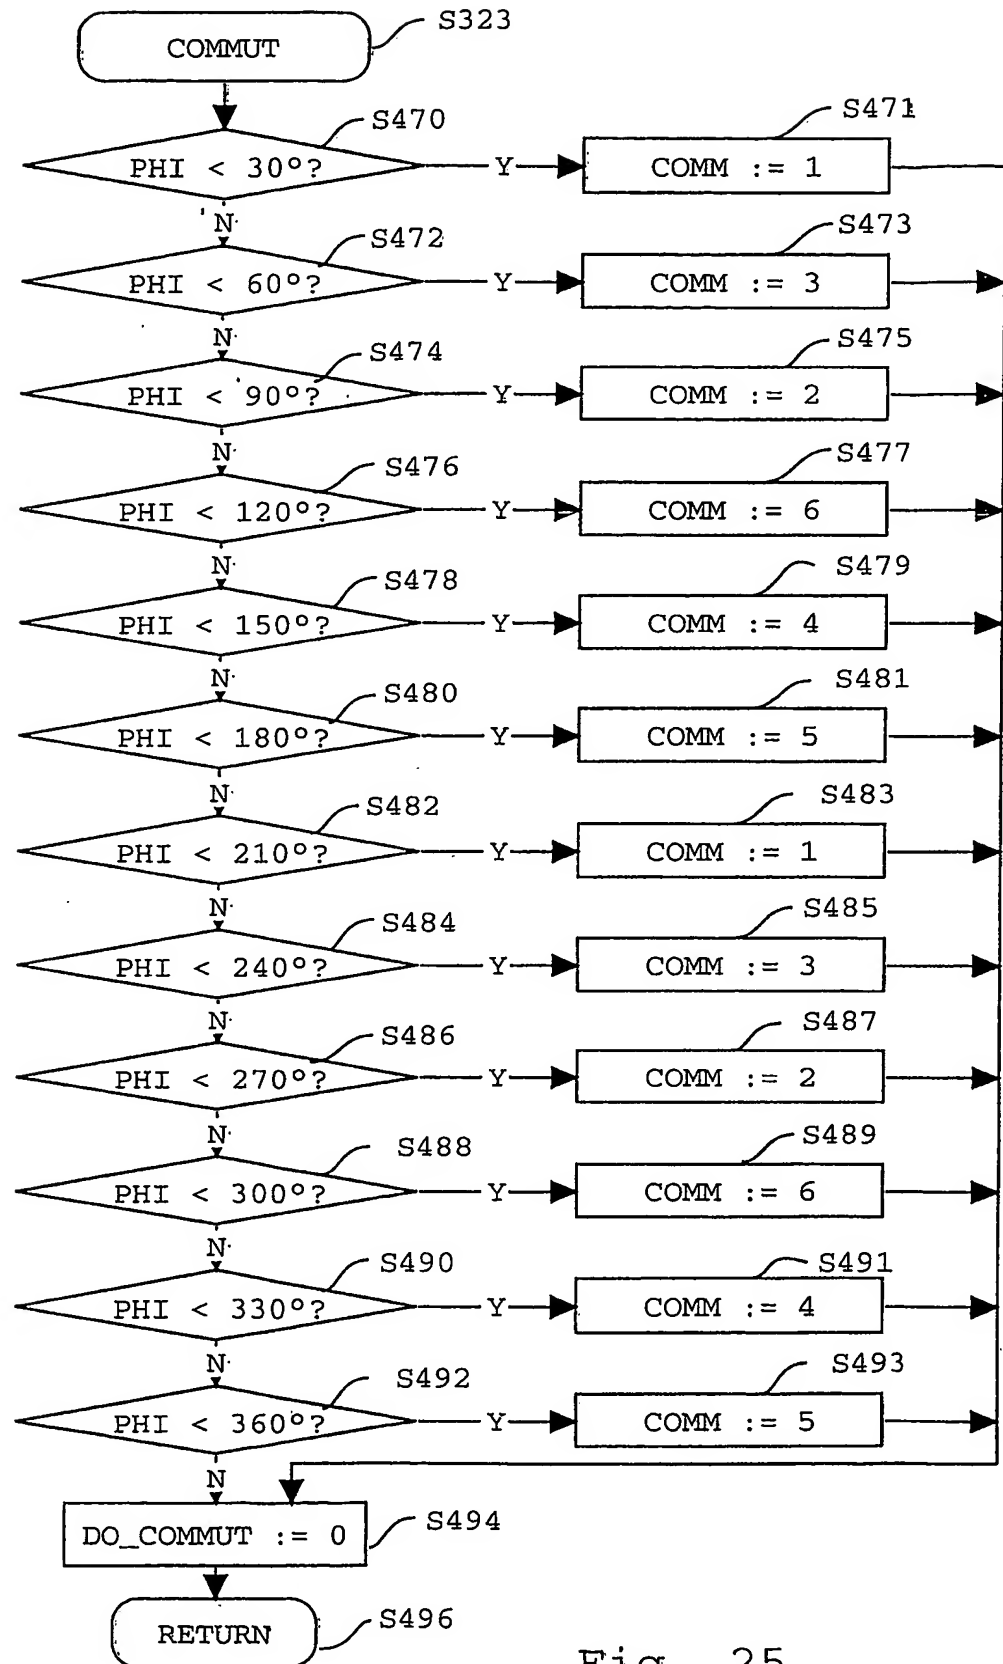 COMMUT
S323
S470
PHI < 30°?
Y
S471
COMM := 1
N
S472
PHI < 60°?
Y
S473
COMM := 3
N
S474
PHI < 90°?
Y
S475
COMM := 2
N
S476
PHI < 120°?
Y
S477
COMM := 6
N
S478
PHI < 150°?
Y
S479
COMM := 4
N
S480
PHI < 180°?
Y
S481
COMM := 5
N
S482
PHI < 210°?
Y
S483
COMM := 1
N
S484
PHI < 240°?
Y
S485
COMM := 3
N
S486
PHI < 270°?
Y
S487
COMM := 2
N
S488
PHI < 300°?
Y
S489
COMM := 6
N
S490
PHI < 330°?
Y
S491
COMM := 4
N
S492
PHI < 360°?
Y
S493
COMM := 5
N
DO_COMMUT := 0
S494
RETURN
S496
Fig. 25